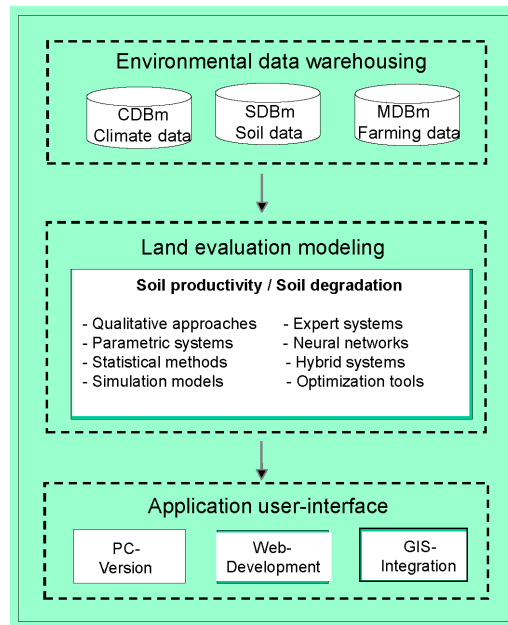 Environmental data warehousing
CDBm
Climate data
SDBm
Soil data
MDBm
Farming data
Land evaluation modeling
Soil productivity / Soil degradation
- Qualitative approaches
- Parametric systems
- Statistical methods
- Simulation models
- Expert systems
- Neural networks
- Hybrid systems
- Optimization tools
Application user-interface
PC-
Version
Web-
Development
GIS-
Integration